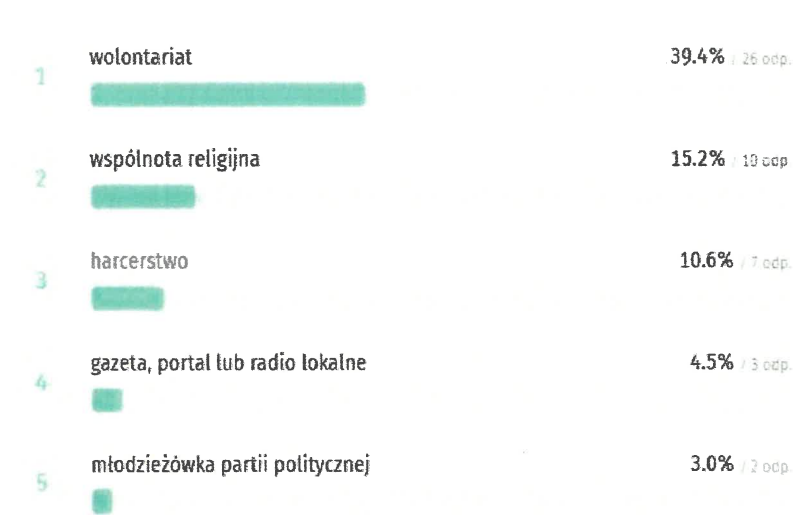 1 wolontariat 39.4% / 26 odp.
2 wspólnota religijna 15.2% / 10 odp
3 harcerstwo 10.6% / 7 odp.
4 gazeta, portal lub radio lokalne 4.5% / 3 odp.
5 młodzieżówka partii politycznej 3.0% / 2 odp.